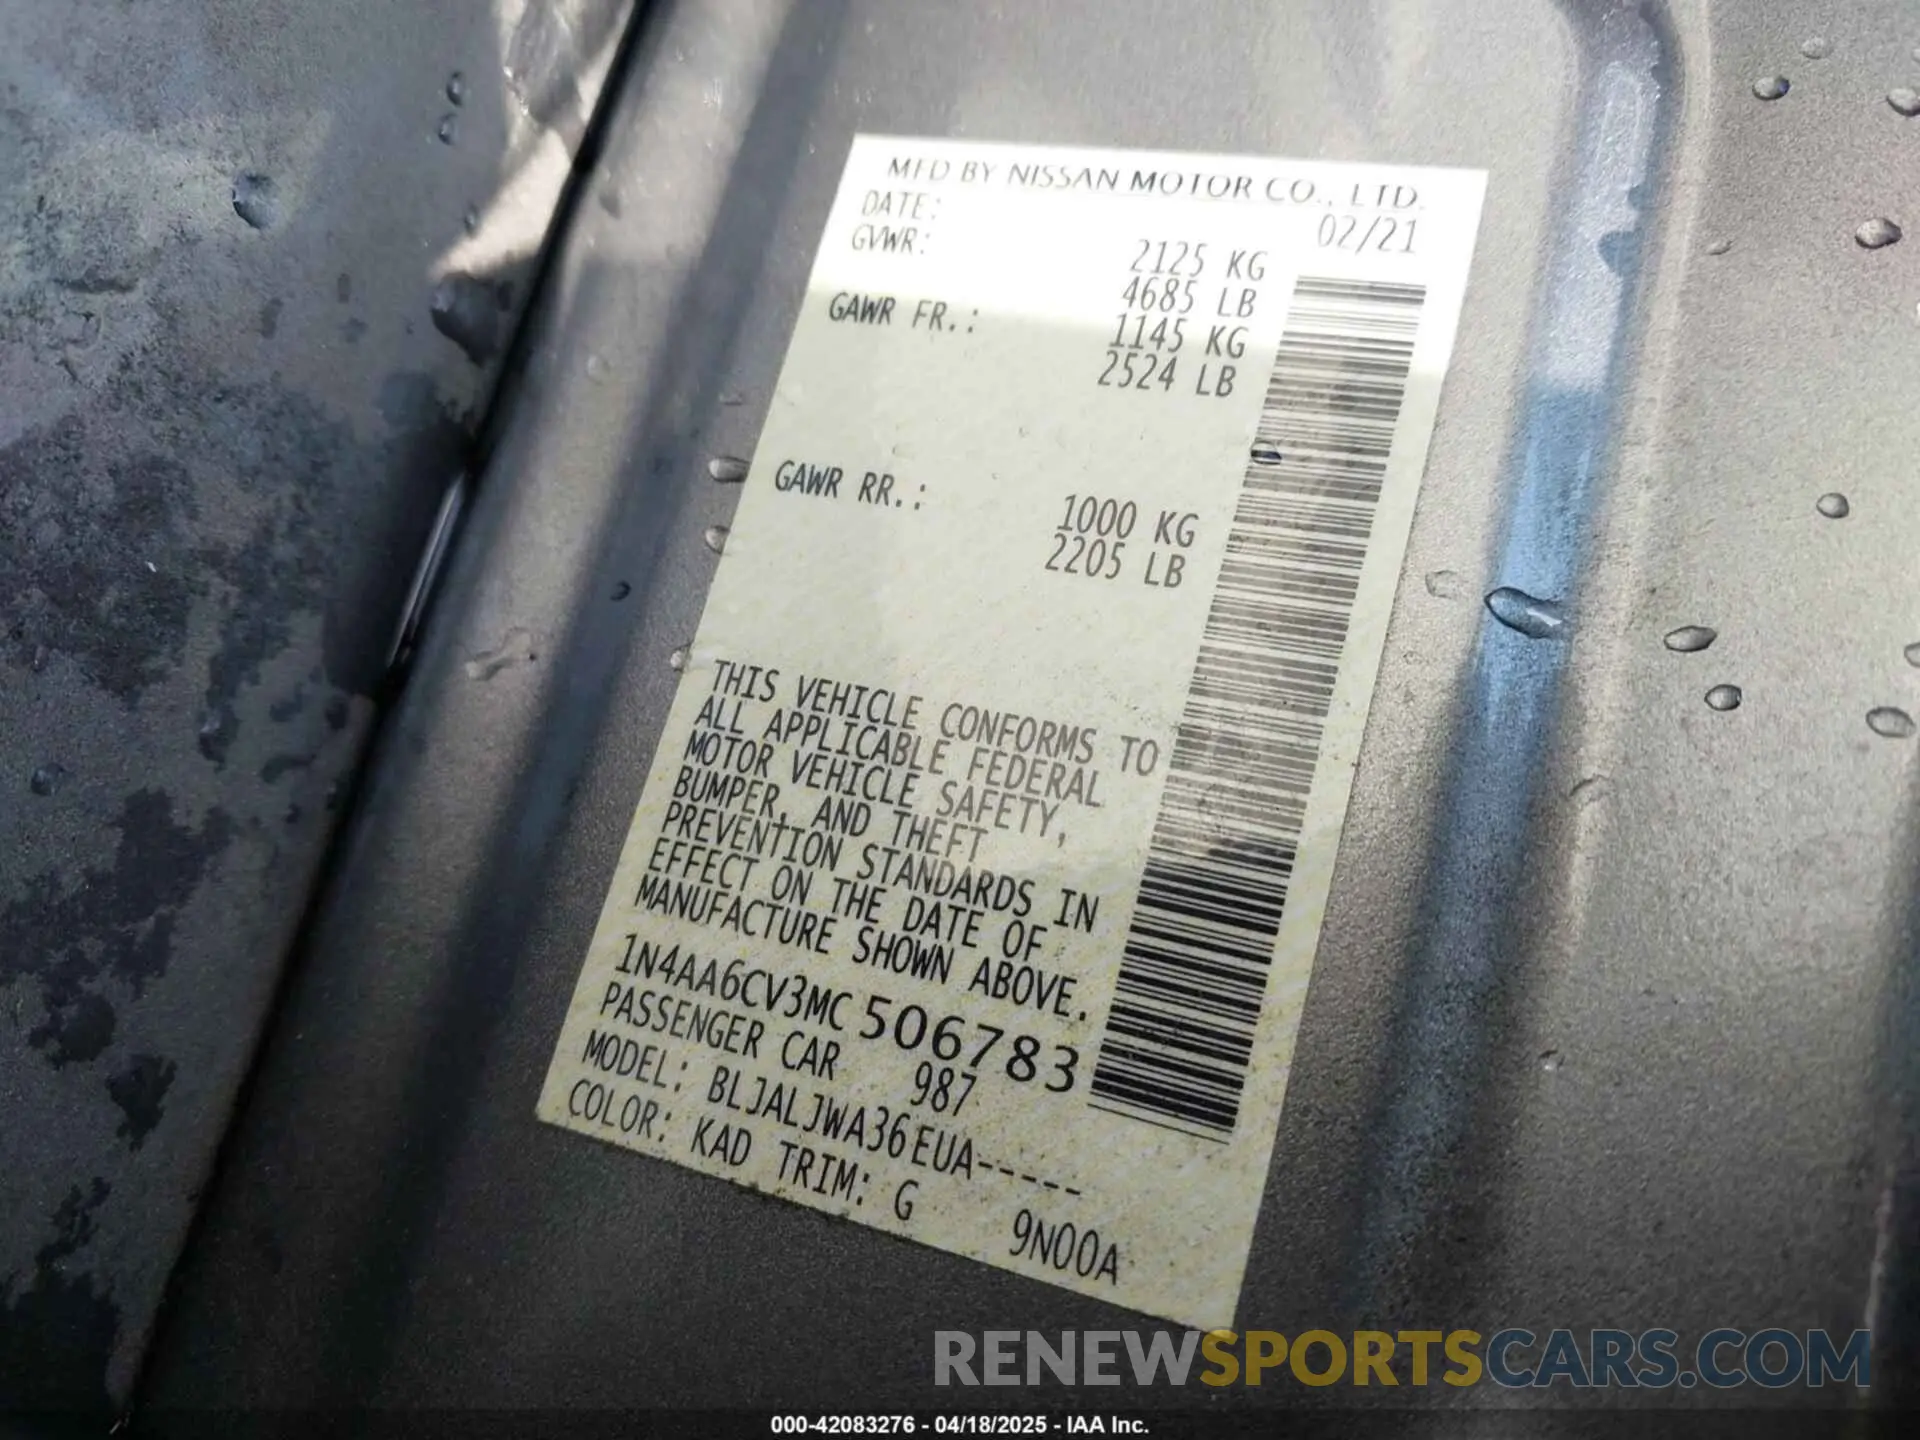 MFD BY NISSAN MOTOR CO., LTD.
DATE: 02/21
GVWR: 2125 KG
4685 LB
GAWR FR.: 1145 KG
2524 LB
GAWR RR.: 1000 KG
2205 LB
THIS VEHICLE CONFORMS TO
ALL APPLICABLE FEDERAL
MOTOR VEHICLE SAFETY,
BUMPER, AND THEFT
PREVENTION STANDARDS IN
EFFECT ON THE DATE OF
MANUFACTURE SHOWN ABOVE.
1N4AA6CV3MC506783
PASSENGER CAR 987
MODEL: BLJALJWA36EUA-----
COLOR: KAD TRIM: G 9N00A
RENEWSPORTSCARS.COM
000-42083276 - 04/18/2025 - IAA Inc.